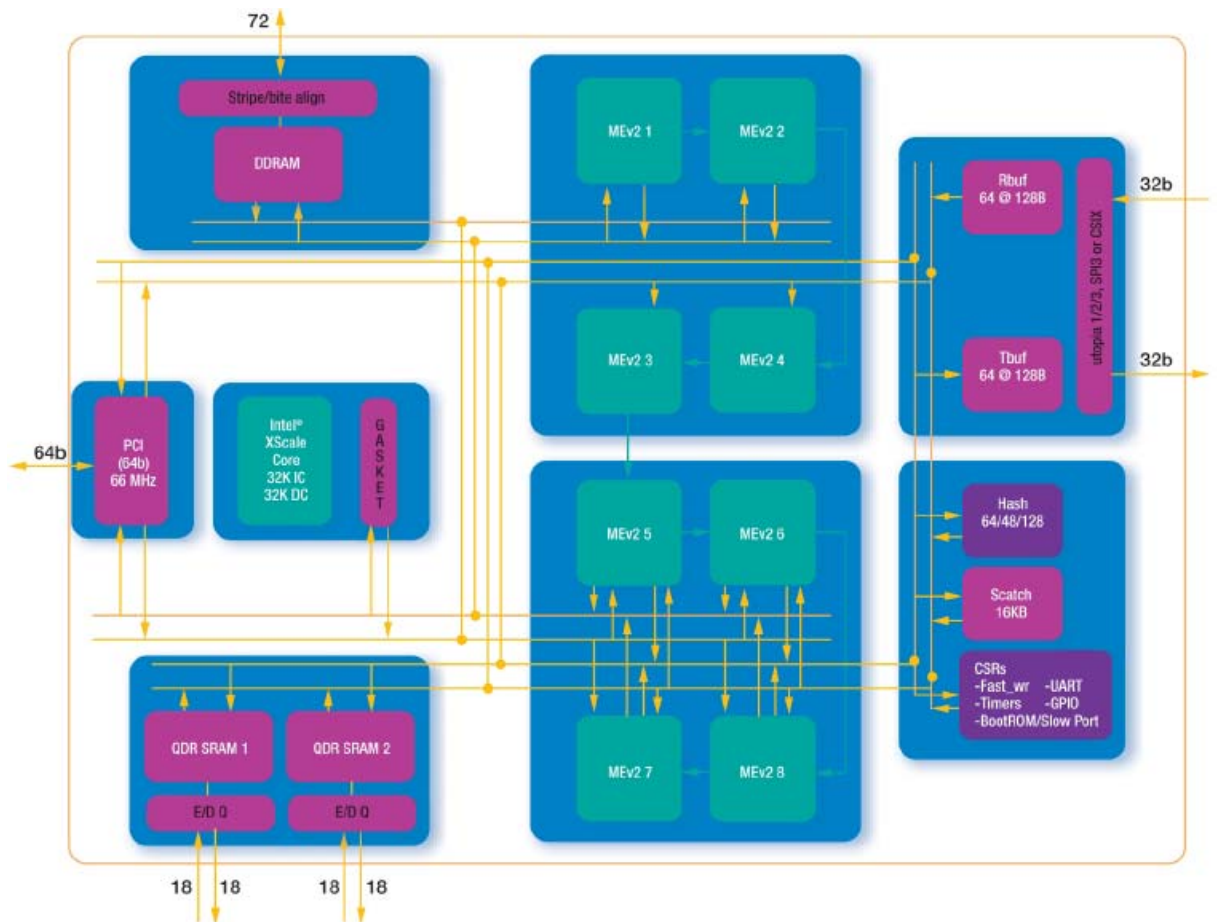 72
Stripe/bite align
DDRAM
MEv2 1
MEv2 2
MEv2 3
MEv2 4
Rbuf
64 @ 128B
Tbuf
64 @ 128B
utopia 1/2/3, SPI3 or CSIX
32b
32b
64b
PCI
(64b)
66 MHz
Intel®
XScale
Core
32K IC
32K DC
GASKET
MEv2 5
MEv2 6
MEv2 7
MEv2 8
Hash
64/48/128
Scatch
16KB
CSRs
-Fast_wr -UART
-Timers -GPIO
-BootROM/Slow Port
QDR SRAM 1
QDR SRAM 2
E/D Q
E/D Q
18
18
18
18